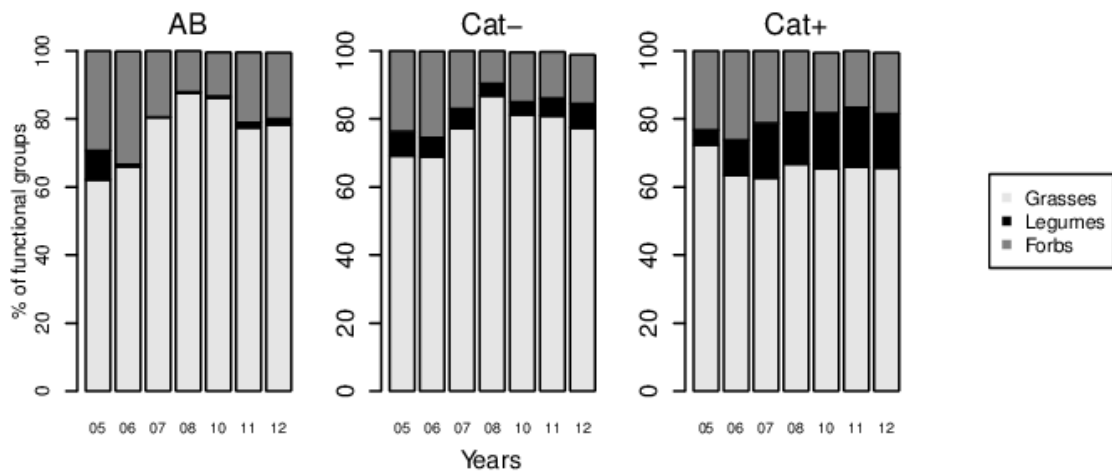 AB
Cat−
Cat+
% of functional groups
0 20 40 60 80 100
0 20 40 60 80 100
0 20 40 60 80 100
05 06 07 08 10 11 12
05 06 07 08 10 11 12
05 06 07 08 10 11 12
Years
Grasses
Legumes
Forbs